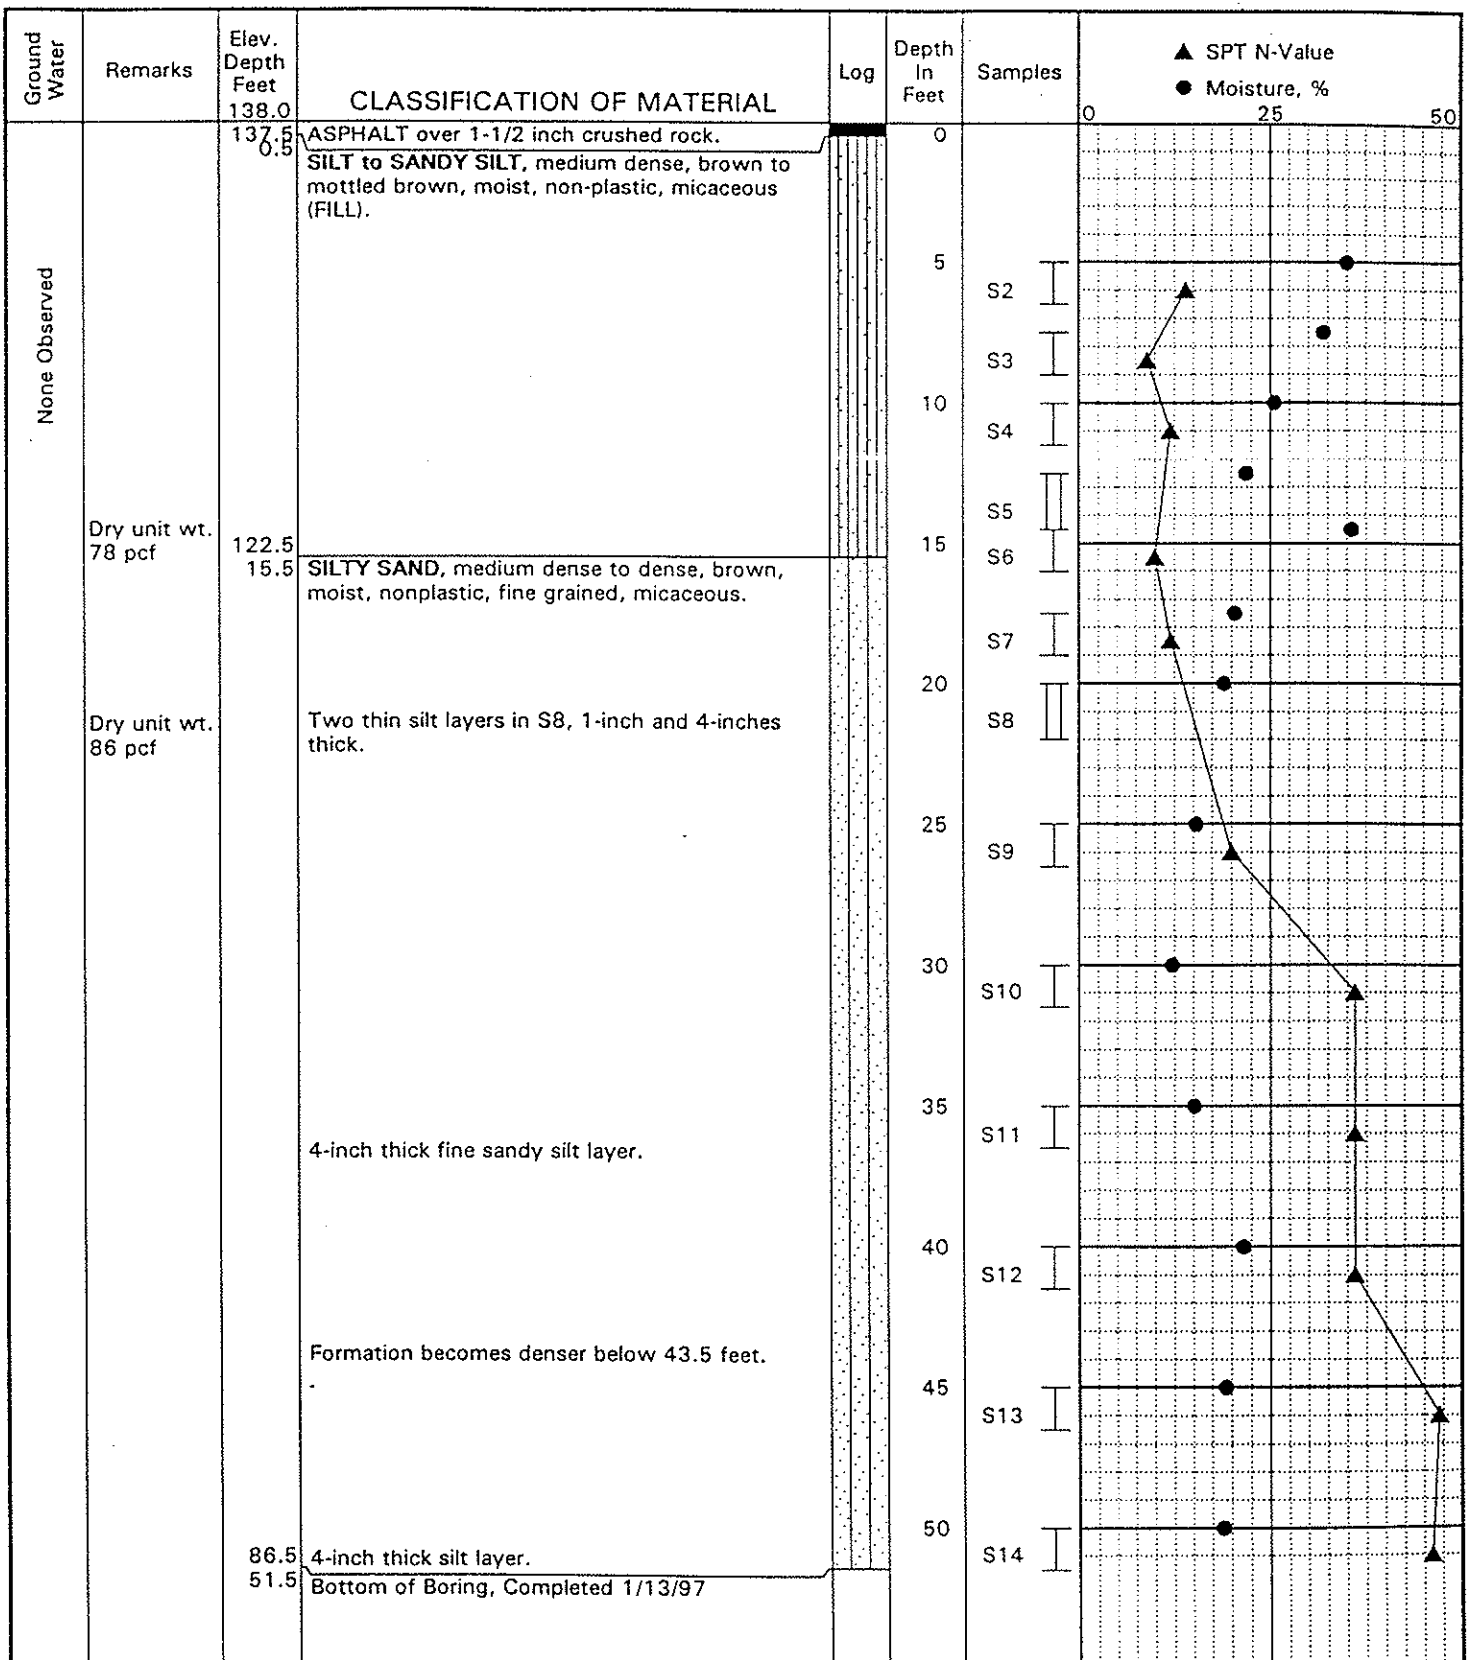 Ground Water
Remarks
Elev. Depth Feet
138.0
CLASSIFICATION OF MATERIAL
Log
Depth In Feet
Samples
▲ SPT N-Value
● Moisture, %
0 25 50
None Observed
137.5
0.5
ASPHALT over 1-1/2 inch crushed rock.
SILT to SANDY SILT, medium dense, brown to
mottled brown, moist, non-plastic, micaceous
(FILL).
0
5
S2
S3
10
S4
S5
Dry unit wt.
78 pcf
122.5
15.5
15
S6
SILTY SAND, medium dense to dense, brown,
moist, nonplastic, fine grained, micaceous.
S7
20
S8
Dry unit wt.
86 pcf
Two thin silt layers in S8, 1-inch and 4-inches
thick.
25
S9
30
S10
35
S11
4-inch thick fine sandy silt layer.
40
S12
Formation becomes denser below 43.5 feet.
45
S13
50
S14
86.5
51.5
4-inch thick silt layer.
Bottom of Boring, Completed 1/13/97